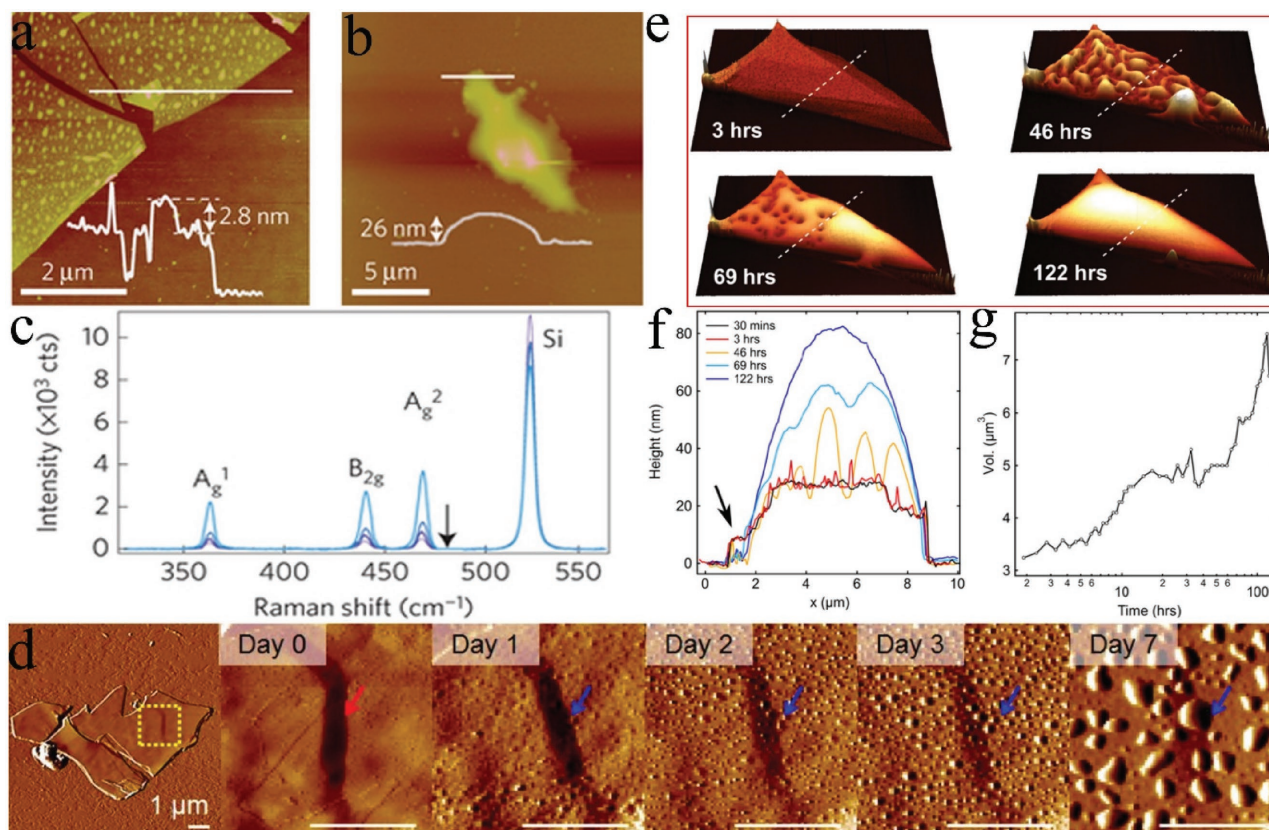 a
2.8 nm
2 μm
b
26 nm
5 μm
e
3 hrs
46 hrs
69 hrs
122 hrs
c
Intensity (×10³ cts)
10
8
6
4
2
0
A_g¹
B_2g
A_g²
Si
350
400
450
500
550
Raman shift (cm⁻¹)
f
30 mins
3 hrs
46 hrs
69 hrs
122 hrs
Height (nm)
80
60
40
20
0
0
2
4
6
8
10
x (μm)
g
Vol. (μm³)
7
6
5
4
3
2
3
4
5
6
10
2
3
4
5
6
100
Time (hrs)
d
1 μm
Day 0
Day 1
Day 2
Day 3
Day 7